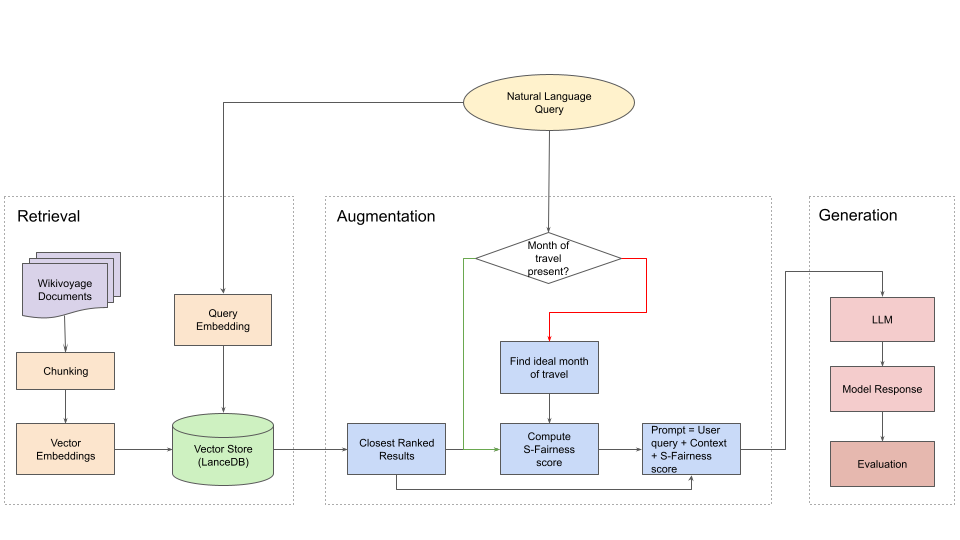 Natural Language
Query
Retrieval
Wikivoyage
Documents
Chunking
Vector
Embeddings
Query
Embedding
Vector Store
(LanceDB)
Augmentation
Month of
travel
present?
Find ideal month
of travel
Closest Ranked
Results
Compute
S-Fairness
score
Prompt = User
query + Context
+ S-Fairness
score
Generation
LLM
Model Response
Evaluation